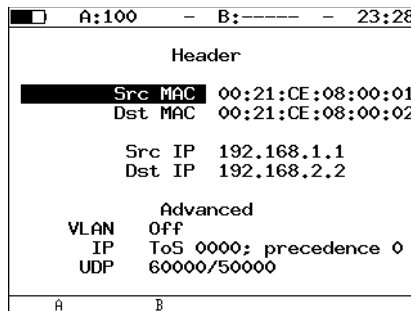 A:100 – B:----- – 23:28
Header
Src MAC 00:21:CE:08:00:01
Dst MAC 00:21:CE:08:00:02
Src IP 192.168.1.1
Dst IP 192.168.2.2
Advanced
VLAN Off
IP ToS 0000; precedence 0
UDP 60000/50000
A B